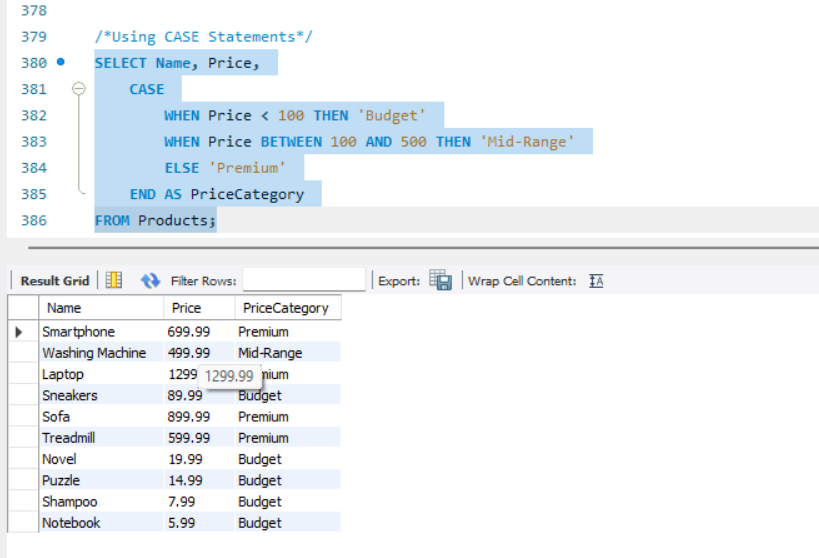 378
379 /*Using CASE Statements*/
380 SELECT Name, Price,
381 CASE
382 WHEN Price < 100 THEN 'Budget'
383 WHEN Price BETWEEN 100 AND 500 THEN 'Mid-Range'
384 ELSE 'Premium'
385 END AS PriceCategory
386 FROM Products;
Result Grid Filter Rows: Export: Wrap Cell Content: IA
Name Price PriceCategory
Smartphone 699.99 Premium
Washing Machine 499.99 Mid-Range
Laptop 1299 1299.99 mium
Sneakers 89.99 Budget
Sofa 899.99 Premium
Treadmill 599.99 Premium
Novel 19.99 Budget
Puzzle 14.99 Budget
Shampoo 7.99 Budget
Notebook 5.99 Budget